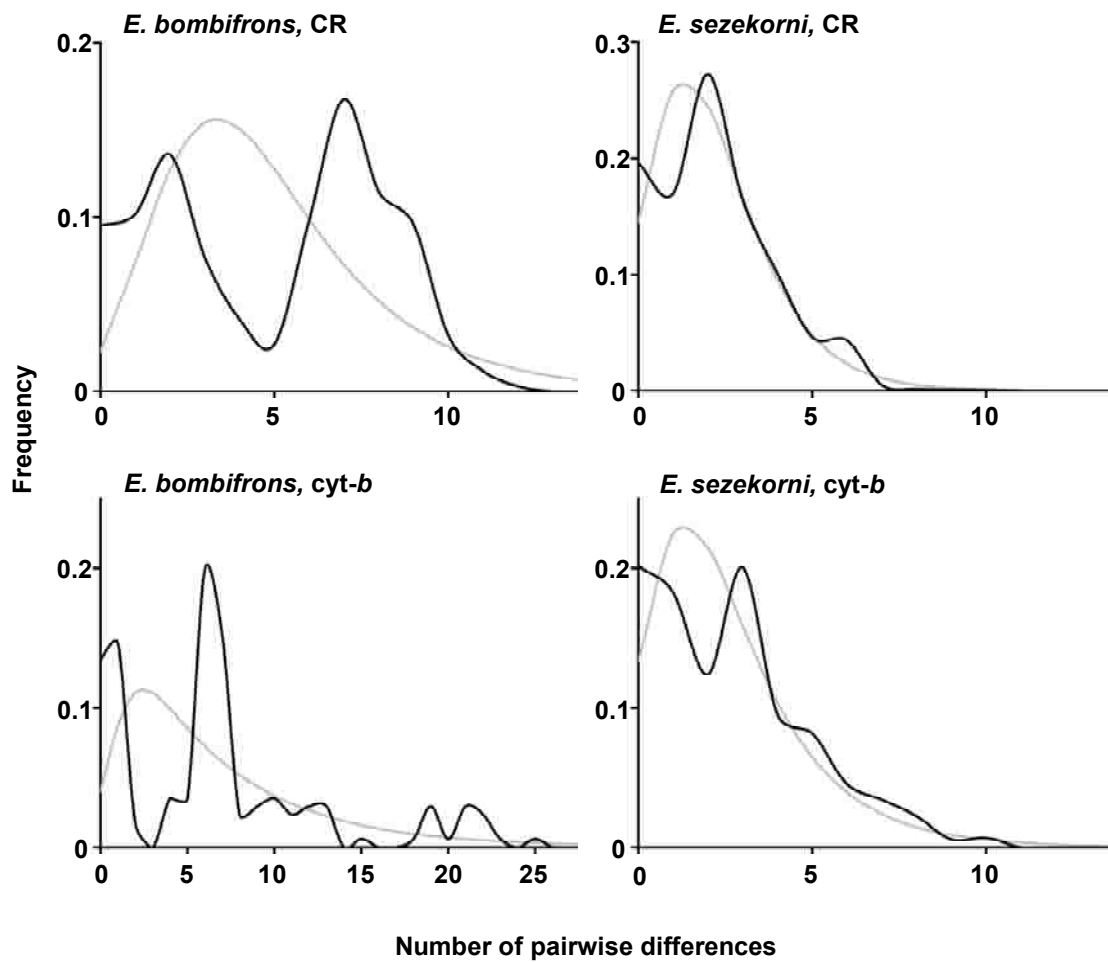 E. bombifrons, CR
0.2
0.1
0
0 5 10
E. sezekorni, CR
0.3
0.2
0.1
0
0 5 10
Frequency
E. bombifrons, cyt-b
0.2
0.1
0
0 5 10 15 20 25
E. sezekorni, cyt-b
0.2
0.1
0
0 5 10
Number of pairwise differences